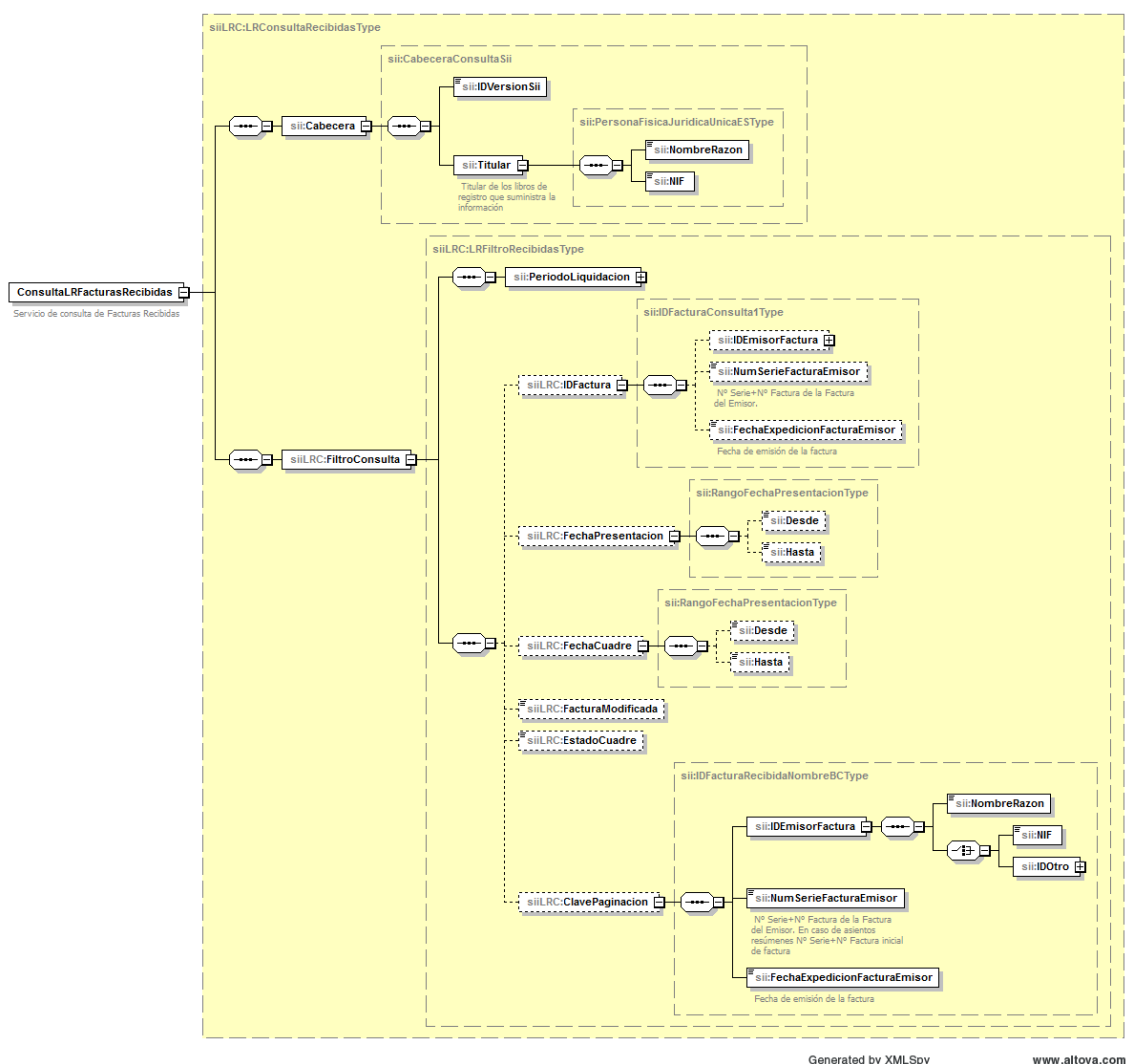 siiLRC:LRConsultaRecibidasType
sii:CabeceraConsultaSii
sii:IDVersionSii
sii:PersonaFisicaJuridicaUnicaESType
sii:Cabecera
sii:NombreRazon
sii:Titular
sii:NIF
Titular de los libros de
registro que suministra la
información
siiLRC:LRFiltroRecibidasType
sii:PeriodoLiquidacion
ConsultaLRFacturasRecibidas
Servicio de consulta de Facturas Recibidas
sii:IDFacturaConsulta1Type
sii:IDEmisorFactura
sii:NumSerieFacturaEmisor
siiLRC:IDFactura
Nº Serie+Nº Factura de la Factura
del Emisor.
sii:FechaExpedicionFacturaEmisor
Fecha de emisión de la factura
siiLRC:FiltroConsulta
sii:RangoFechaPresentacionType
sii:Desde
siiLRC:FechaPresentacion
sii:Hasta
sii:RangoFechaPresentacionType
sii:Desde
siiLRC:FechaCuadre
sii:Hasta
siiLRC:FacturaModificada
siiLRC:EstadoCuadre
sii:IDFacturaRecibidaNombreBCType
sii:NombreRazon
sii:IDEmisorFactura
sii:NIF
sii:IDOtro
siiLRC:ClavePaginacion
sii:NumSerieFacturaEmisor
Nº Serie+Nº Factura de la Factura
del Emisor. En caso de asientos
resúmenes Nº Serie+Nº Factura inicial
de factura
sii:FechaExpedicionFacturaEmisor
Fecha de emisión de la factura
Generated by XMLSpy www.altova.com